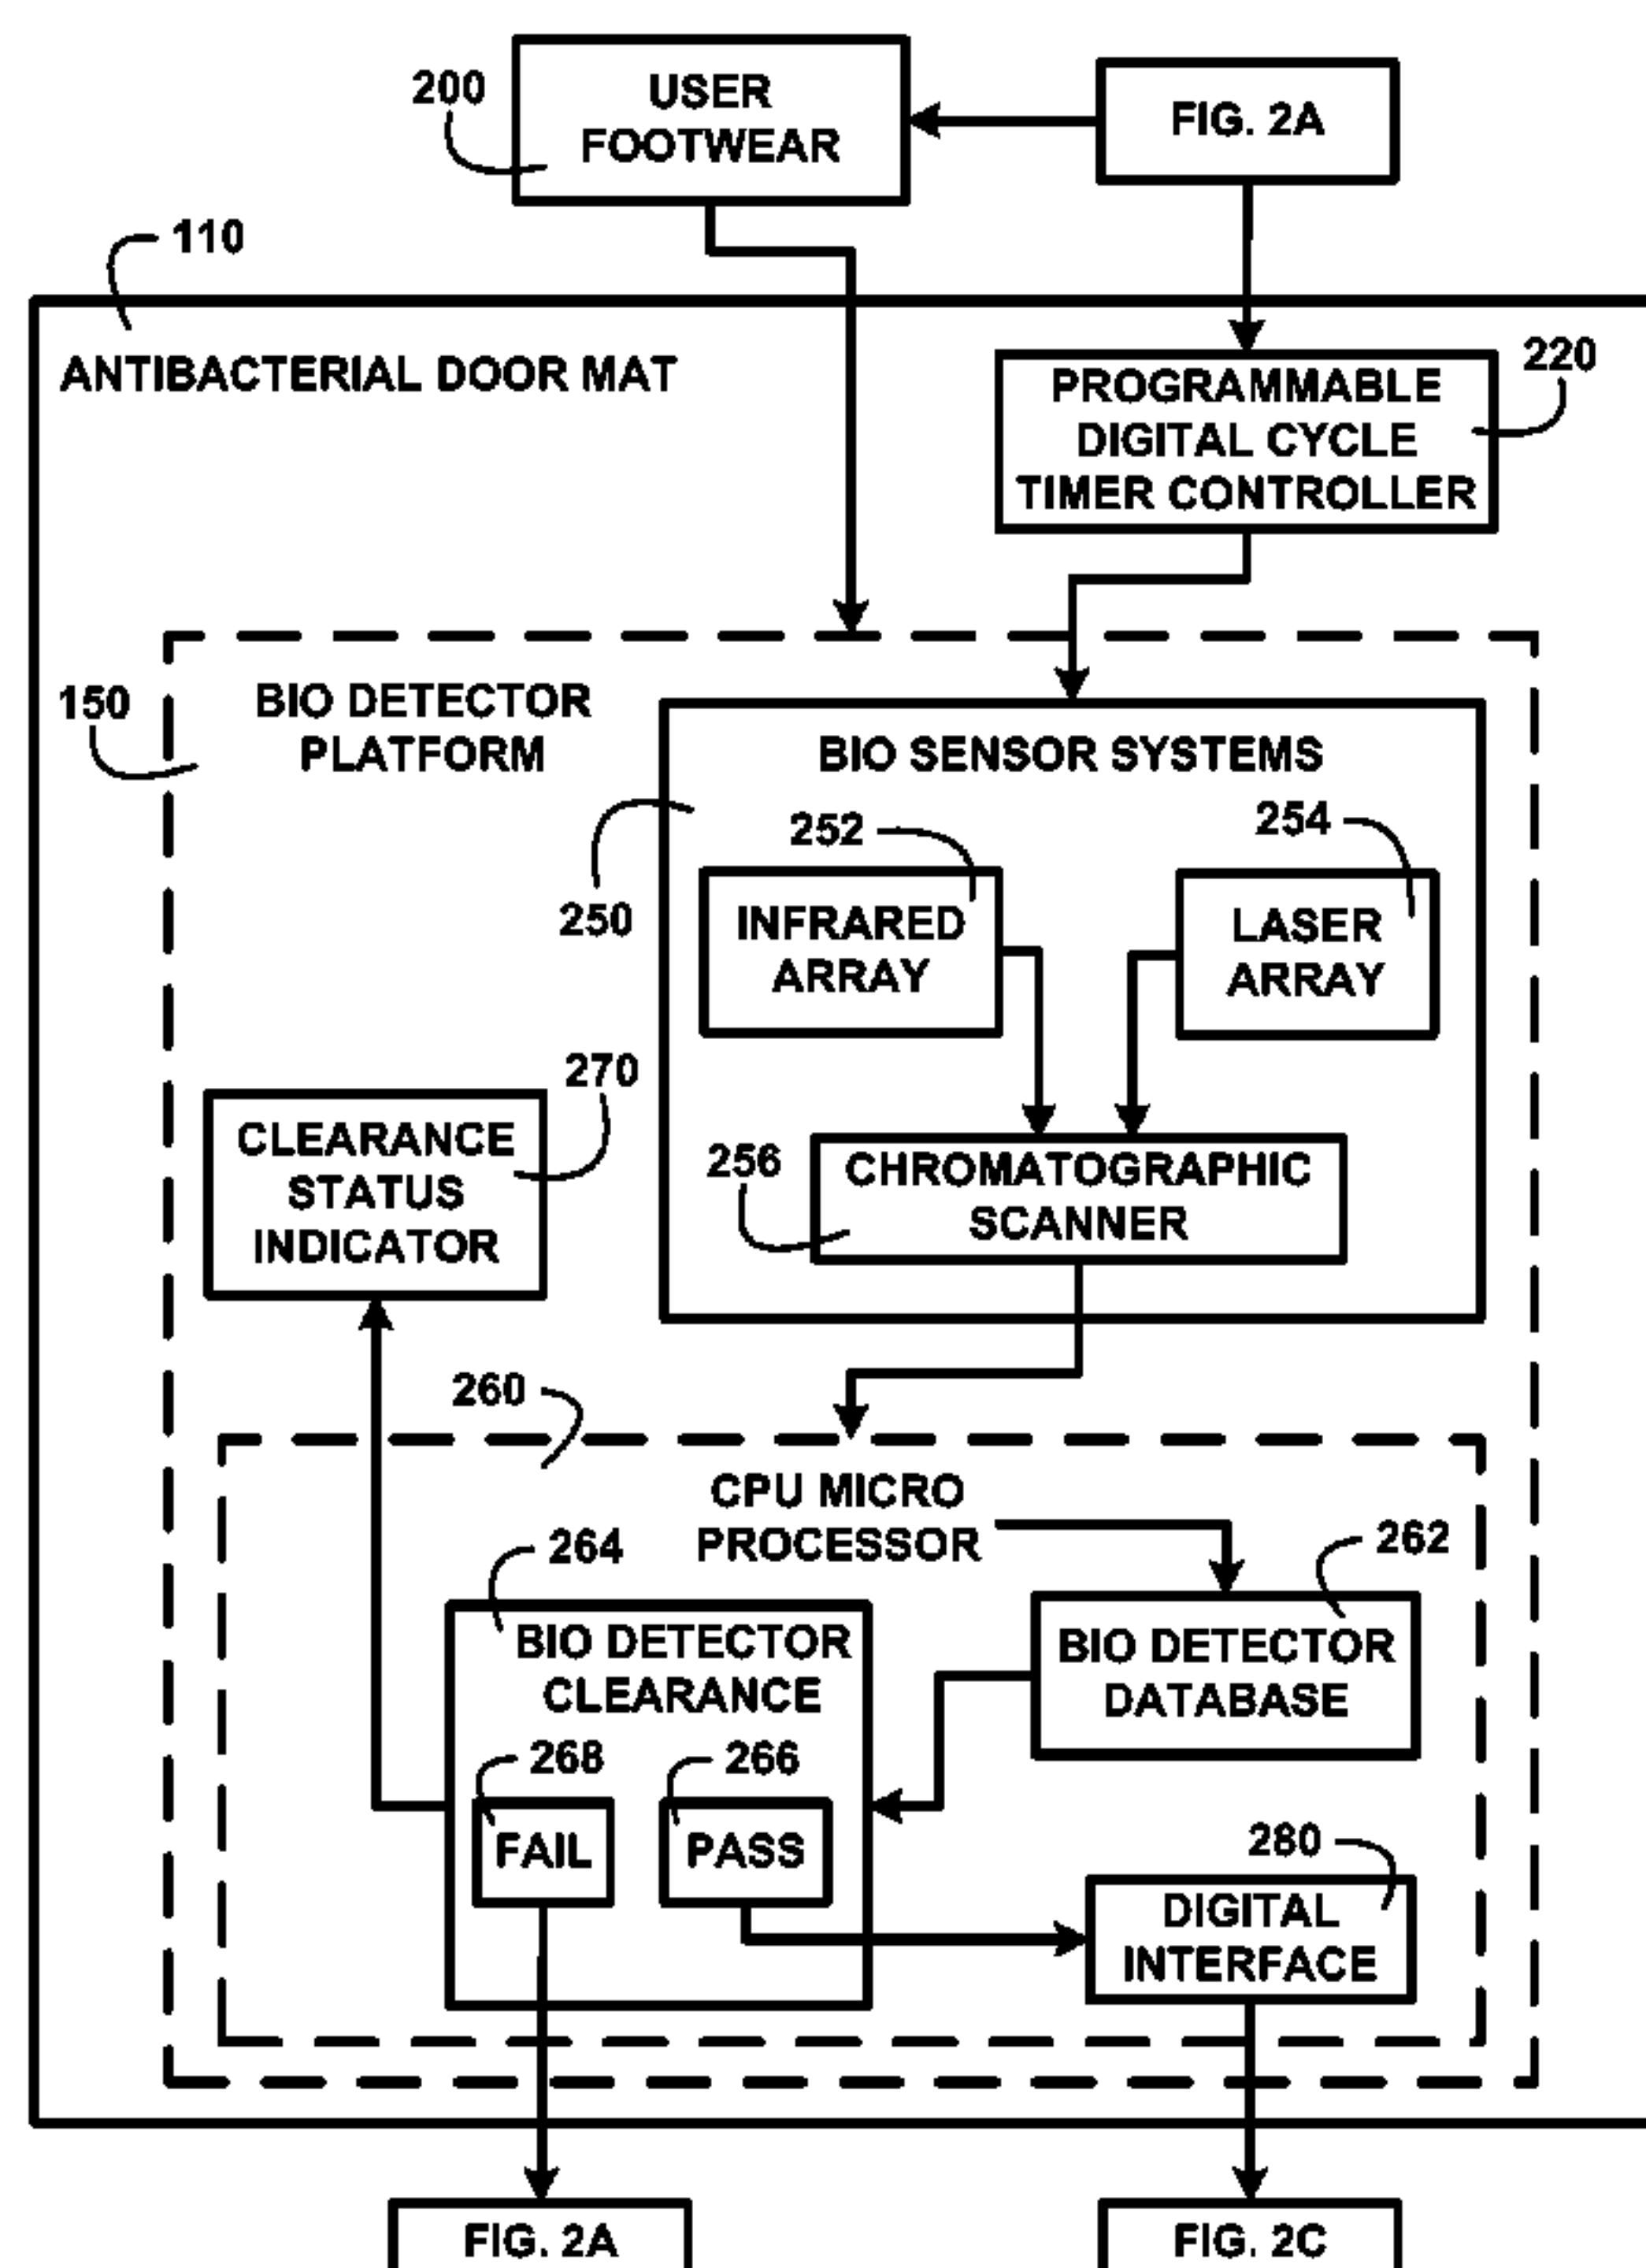 200
USER
FOOTWEAR
FIG. 2A
110
ANTIBACTERIAL DOOR MAT
PROGRAMMABLE
DIGITAL CYCLE
TIMER CONTROLLER
220
150
BIO DETECTOR
PLATFORM
BIO SENSOR SYSTEMS
250
252
254
INFRARED
ARRAY
LASER
ARRAY
270
CLEARANCE
STATUS
INDICATOR
256
CHROMATOGRAPHIC
SCANNER
260
CPU MICRO
PROCESSOR
264
262
BIO DETECTOR
CLEARANCE
BIO DETECTOR
DATABASE
268
266
FAIL
PASS
280
DIGITAL
INTERFACE
FIG. 2A
FIG. 2C